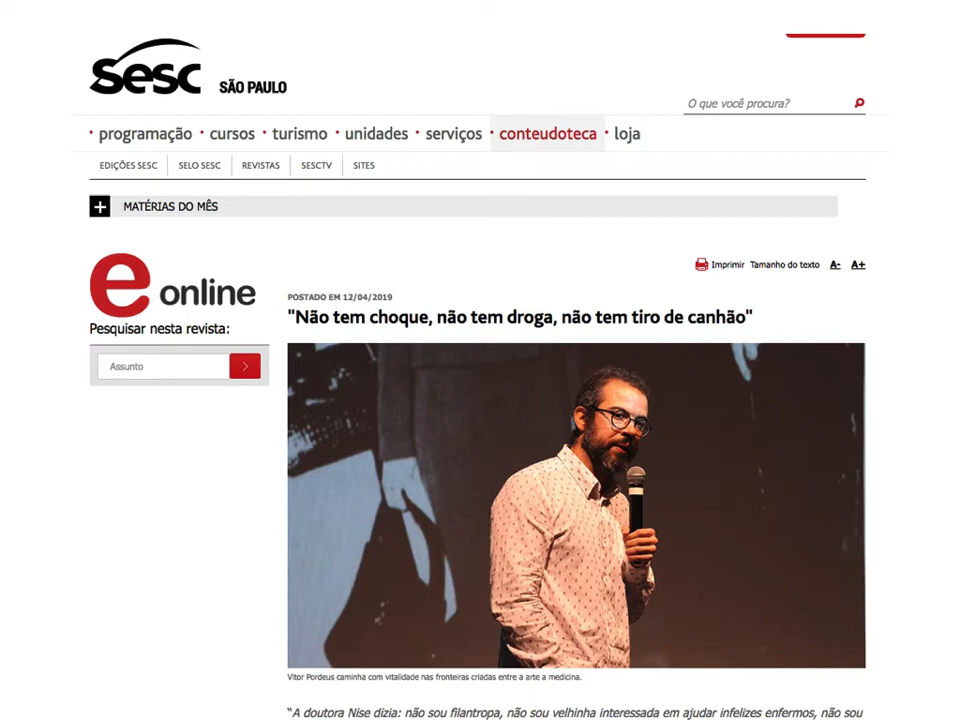 Sesc SÃO PAULO
O que você procura?
programação cursos turismo unidades serviços conteudoteca loja
EDIÇÕES SESC SELO SESC REVISTAS SESCTV SITES
+ MATÉRIAS DO MÊS
e online
Imprimir Tamanho do texto A- A+
POSTADO EM 12/04/2019
"Não tem choque, não tem droga, não tem tiro de canhão"
Pesquisar nesta revista:
Assunto
Vitor Pordeus caminha com vitalidade nas fronteiras criadas entre a arte a medicina.
“A doutora Nise dizia: não sou filantropa, não sou velhinha interessada em ajudar infelizes enfermos, não sou